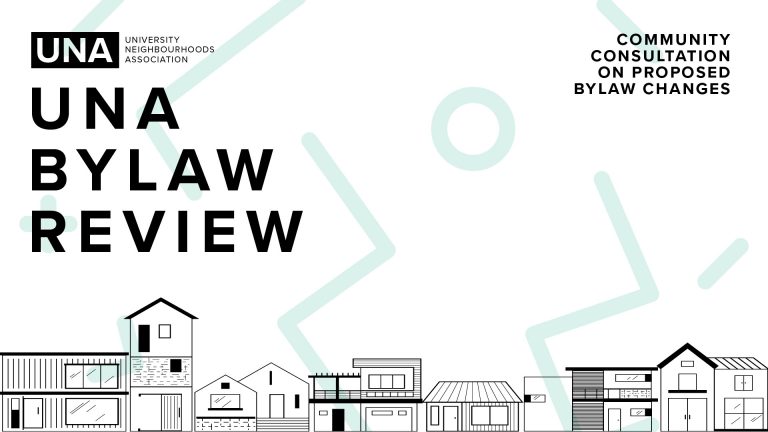 UNA
UNIVERSITY
NEIGHBOURHOODS
ASSOCIATION
COMMUNITY
CONSULTATION
ON PROPOSED
BYLAW CHANGES
UNA
BYLAW
REVIEW